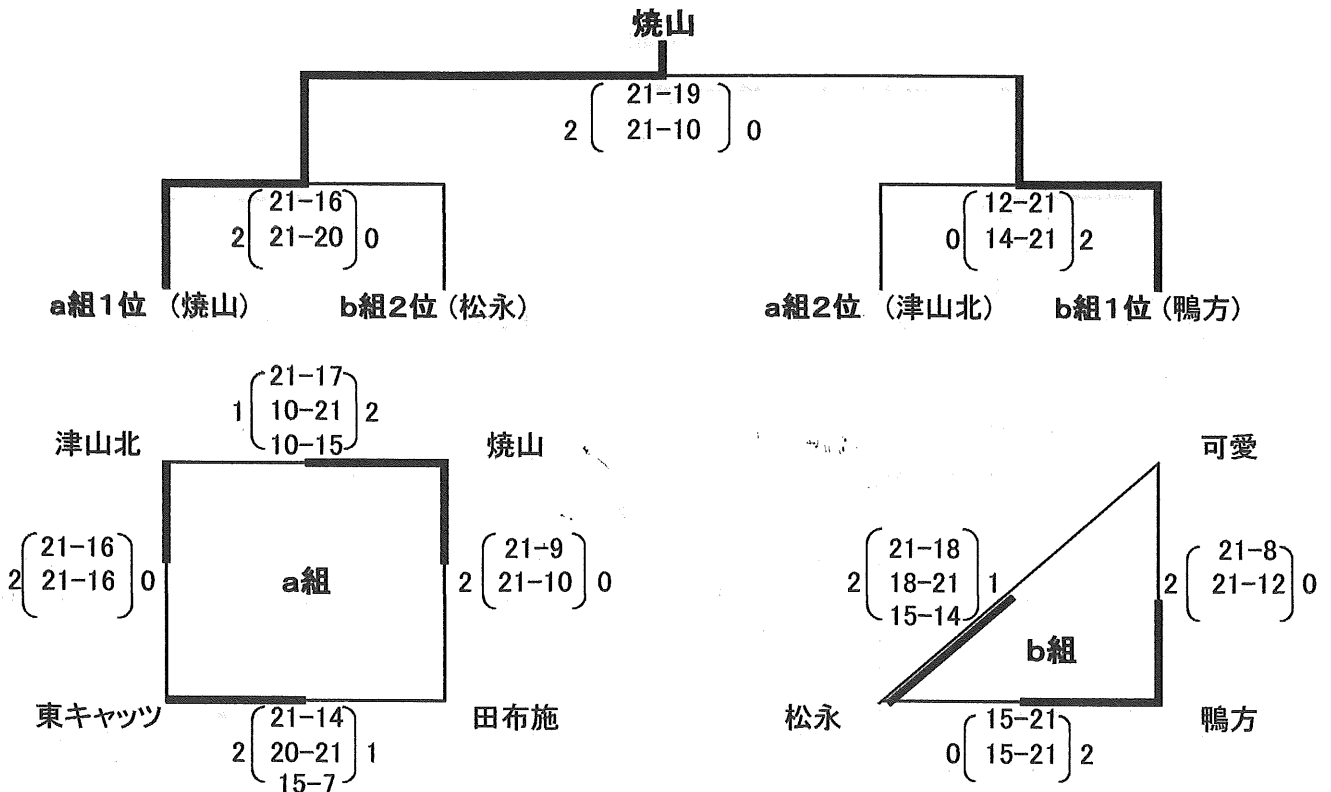 焼山
21-19
2 21-10 0
21-16
2 21-20 0
12-21
0 14-21 2
a組1位 (焼山)
b組2位 (松永)
a組2位 (津山北)
b組1位 (鴨方)
21-17
1 10-21 2
10-15
津山北
焼山
21-16
2 21-16 0
a組
21-9
2 21-10 0
東キャッツ
田布施
21-14
2 20-21 1
15-7
可愛
21-18
2 18-21 1
15-14
21-8
2 21-12 0
b組
松永
鴨方
15-21
0 15-21 2